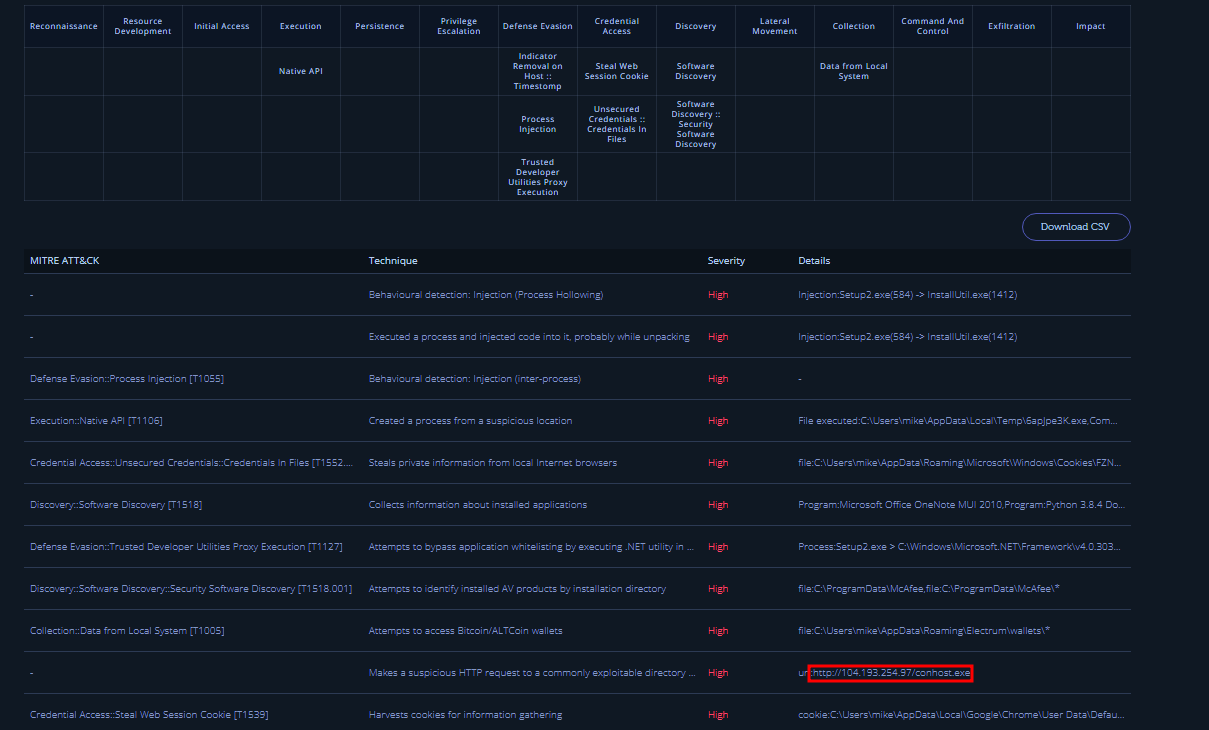 Reconnaissance
Resource
Development
Initial Access
Execution
Persistence
Privilege
Escalation
Defense Evasion
Credential
Access
Discovery
Lateral
Movement
Collection
Command And
Control
Exfiltration
Impact
Native API
Indicator
Removal on
Host ::
Timestomp
Steal Web
Session Cookie
Software
Discovery
Data from Local
System
Process
Injection
Unsecured
Credentials ::
Credentials In
Files
Software
Discovery ::
Security
Software
Discovery
Trusted
Developer
Utilities Proxy
Execution
Download CSV
MITRE ATT&CK Technique Severity Details
- Behavioural detection: Injection (Process Hollowing) High Injection:Setup2.exe(584) -> InstallUtil.exe(1412)
- Executed a process and injected code into it, probably while unpacking High Injection:Setup2.exe(584) -> InstallUtil.exe(1412)
Defense Evasion::Process Injection [T1055] Behavioural detection: Injection (inter-process) High -
Execution::Native API [T1106] Created a process from a suspicious location High File executed:C:\Users\mike\AppData\Local\Temp\6apJpe3K.exe,Com...
Credential Access::Unsecured Credentials::Credentials In Files [T1552.... Steals private information from local Internet browsers High file:C:\Users\mike\AppData\Roaming\Microsoft\Windows\Cookies\FZN...
Discovery::Software Discovery [T1518] Collects information about installed applications High Program:Microsoft Office OneNote MUI 2010,Program:Python 3.8.4 Do...
Defense Evasion::Trusted Developer Utilities Proxy Execution [T1127] Attempts to bypass application whitelisting by executing .NET utility in ... High Process:Setup2.exe > C:\Windows\Microsoft.NET\Framework\v4.0.303...
Discovery::Software Discovery::Security Software Discovery [T1518.001] Attempts to identify installed AV products by installation directory High file:C:\ProgramData\McAfee,file:C:\ProgramData\McAfee\*
Collection::Data from Local System [T1005] Attempts to access Bitcoin/ALTCoin wallets High file:C:\Users\mike\AppData\Roaming\Electrum\wallets\*
- Makes a suspicious HTTP request to a commonly exploitable directory ... High url:http://104.193.254.97/conhost.exe
Credential Access::Steal Web Session Cookie [T1539] Harvests cookies for information gathering High cookie:C:\Users\mike\AppData\Local\Google\Chrome\User Data\Defau...